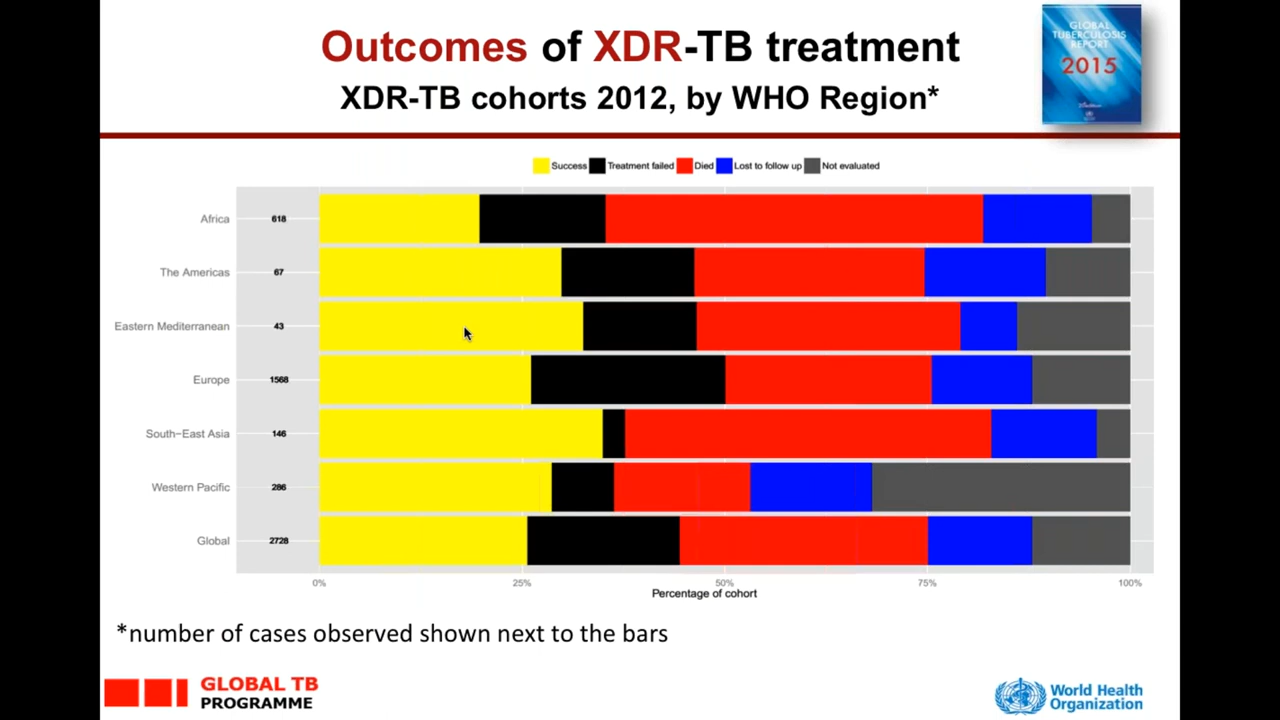 Outcomes of XDR-TB treatment
XDR-TB cohorts 2012, by WHO Region*
GLOBAL
TUBERCULOSIS
REPORT
2015
Success Treatment failed Died Lost to follow up Not evaluated
Africa 618
The Americas 67
Eastern Mediterranean 43
Europe 1568
South-East Asia 146
Western Pacific 286
Global 2728
0% 25% 50% 75% 100%
Percentage of cohort
*number of cases observed shown next to the bars
GLOBAL TB
PROGRAMME
World Health
Organization